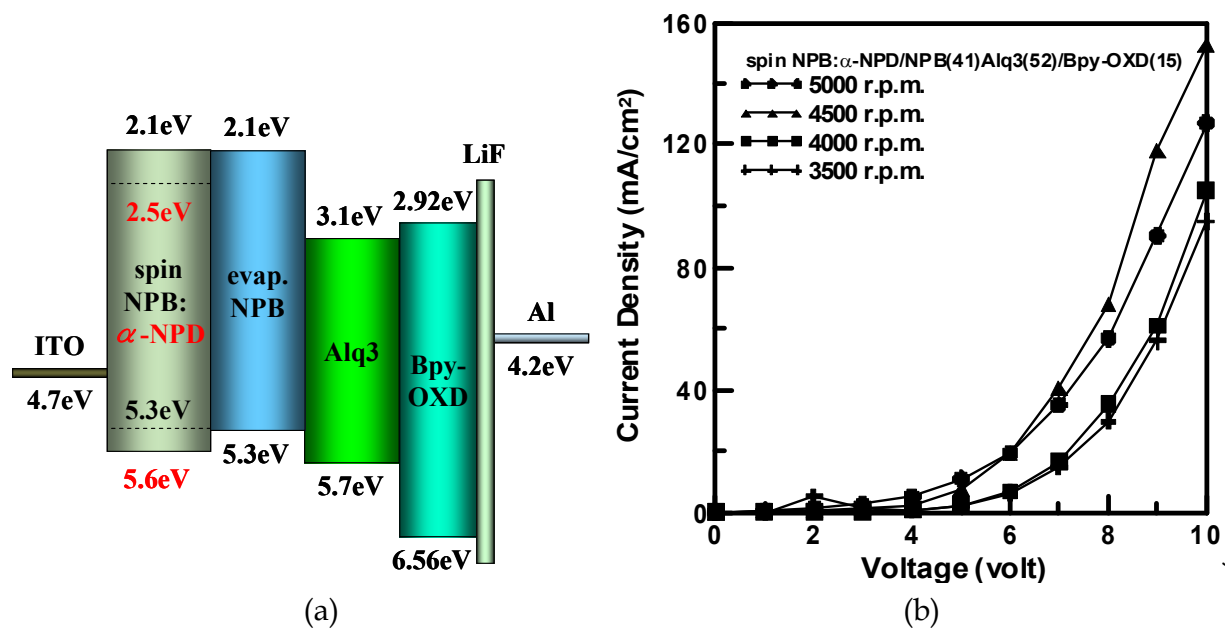 2.1eV
2.1eV
LiF
2.5eV
3.1eV
2.92eV
spin
NPB:
α-NPD
evap.
NPB
Alq3
Bpy-
OXD
Al
4.2eV
ITO
4.7eV
5.3eV
5.6eV
5.3eV
5.7eV
6.56eV
(a)
Current Density (mA/cm²)
160
120
80
40
0
spin NPB:α-NPD/NPB(41)Alq3(52)/Bpy-OXD(15)
5000 r.p.m.
4500 r.p.m.
4000 r.p.m.
3500 r.p.m.
0 2 4 6 8 10
Voltage (volt)
(b)